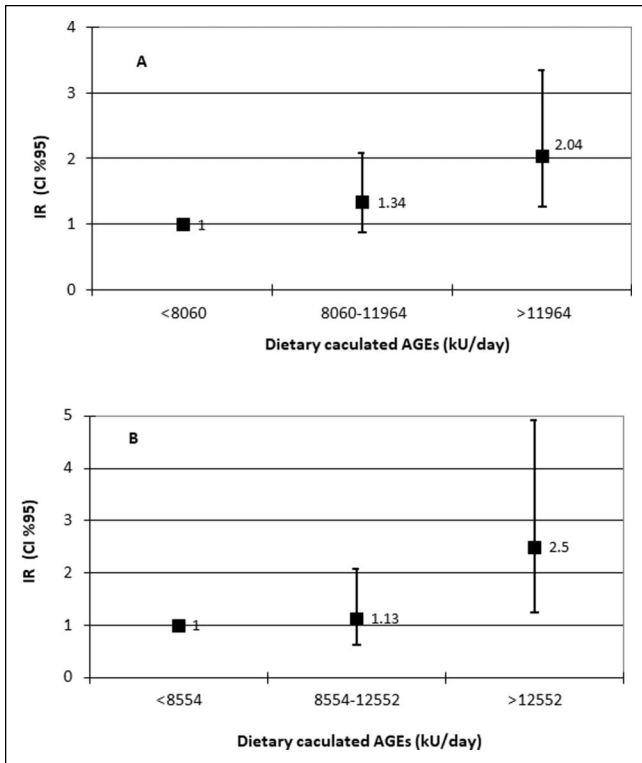 4
A
3
2.04
2
1.34
1
1
0
IR (CI %95)
<8060 8060-11964 >11964
Dietary caculated AGEs (kU/day)
5
B
4
3
2.5
2
1.13
1
1
0
IR (CI %95)
<8554 8554-12552 >12552
Dietary caculated AGEs (kU/day)